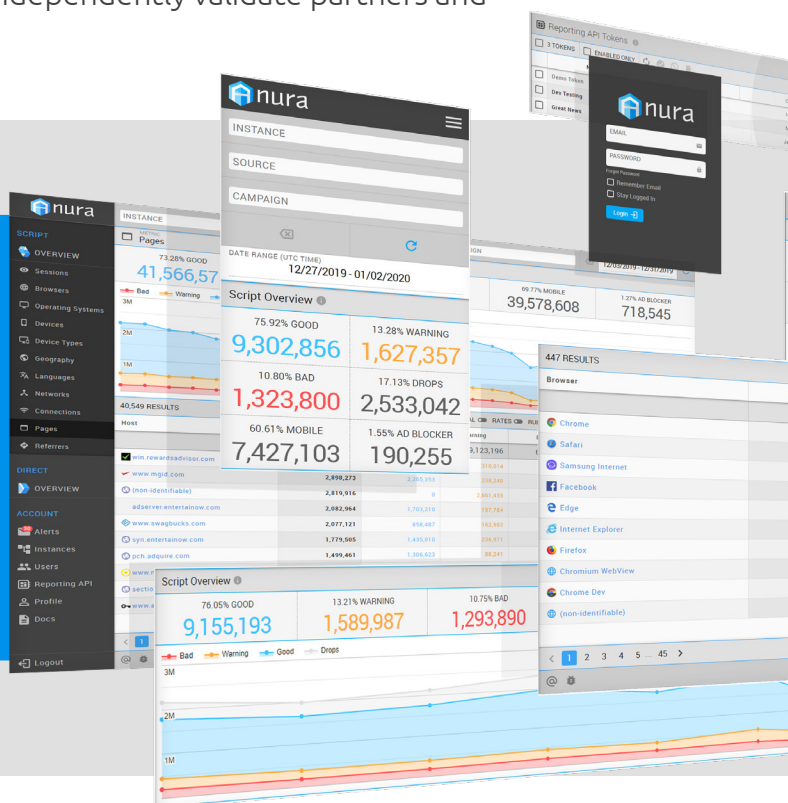 ndependently validate partners and
Reporting API Tokens
3 TOKENS
ENABLED ONLY
Demo Token
Dev Testing
Great News
nura
EMAIL
PASSWORD
Forgot Password
Remember Email
Stay Logged In
Login
nura
INSTANCE
SOURCE
CAMPAIGN
DATE RANGE (UTC TIME)
12/27/2019 - 01/02/2020
Script Overview
75.92% GOOD
9,302,856
13.28% WARNING
1,627,357
10.80% BAD
1,323,800
17.13% DROPS
2,533,042
60.61% MOBILE
7,427,103
1.55% AD BLOCKER
190,255
nura
SCRIPT
OVERVIEW
Sessions
Browsers
Operating Systems
Devices
Device Types
Geography
Languages
Networks
Connections
Pages
Referrers
DIRECT
OVERVIEW
ACCOUNT
Alerts
Instances
Users
Reporting API
Profile
Docs
Logout
INSTANCE
METRIC
Pages
73.28% GOOD
41,566,57
Bad
Warning
3M
2M
1M
40,549 RESULTS
Host
win.rewardsadvisor.com
www.mgid.com
2,898,273
(non-identifiable)
2,819,916
0
adserver.entertainow.com
2,082,964
www.swagbucks.com
2,077,121
syn.entertainow.com
1,779,505
pch.adquire.com
1,499,461
IGN
12/03/2019 - 12/31/2019
69.77% MOBILE
39,578,608
1.27% AD BLOCKER
718,545
RATES
9,123,196
447 RESULTS
Browser
Chrome
Safari
Samsung Internet
Facebook
Edge
Internet Explorer
Firefox
Chromium WebView
Chrome Dev
(non-identifiable)
1 2 3 4 5 ... 45
Script Overview
76.05% GOOD
9,155,193
13.21% WARNING
1,589,987
10.75% BAD
1,293,890
Bad
Warning
Good
Drops
3M
2M
1M